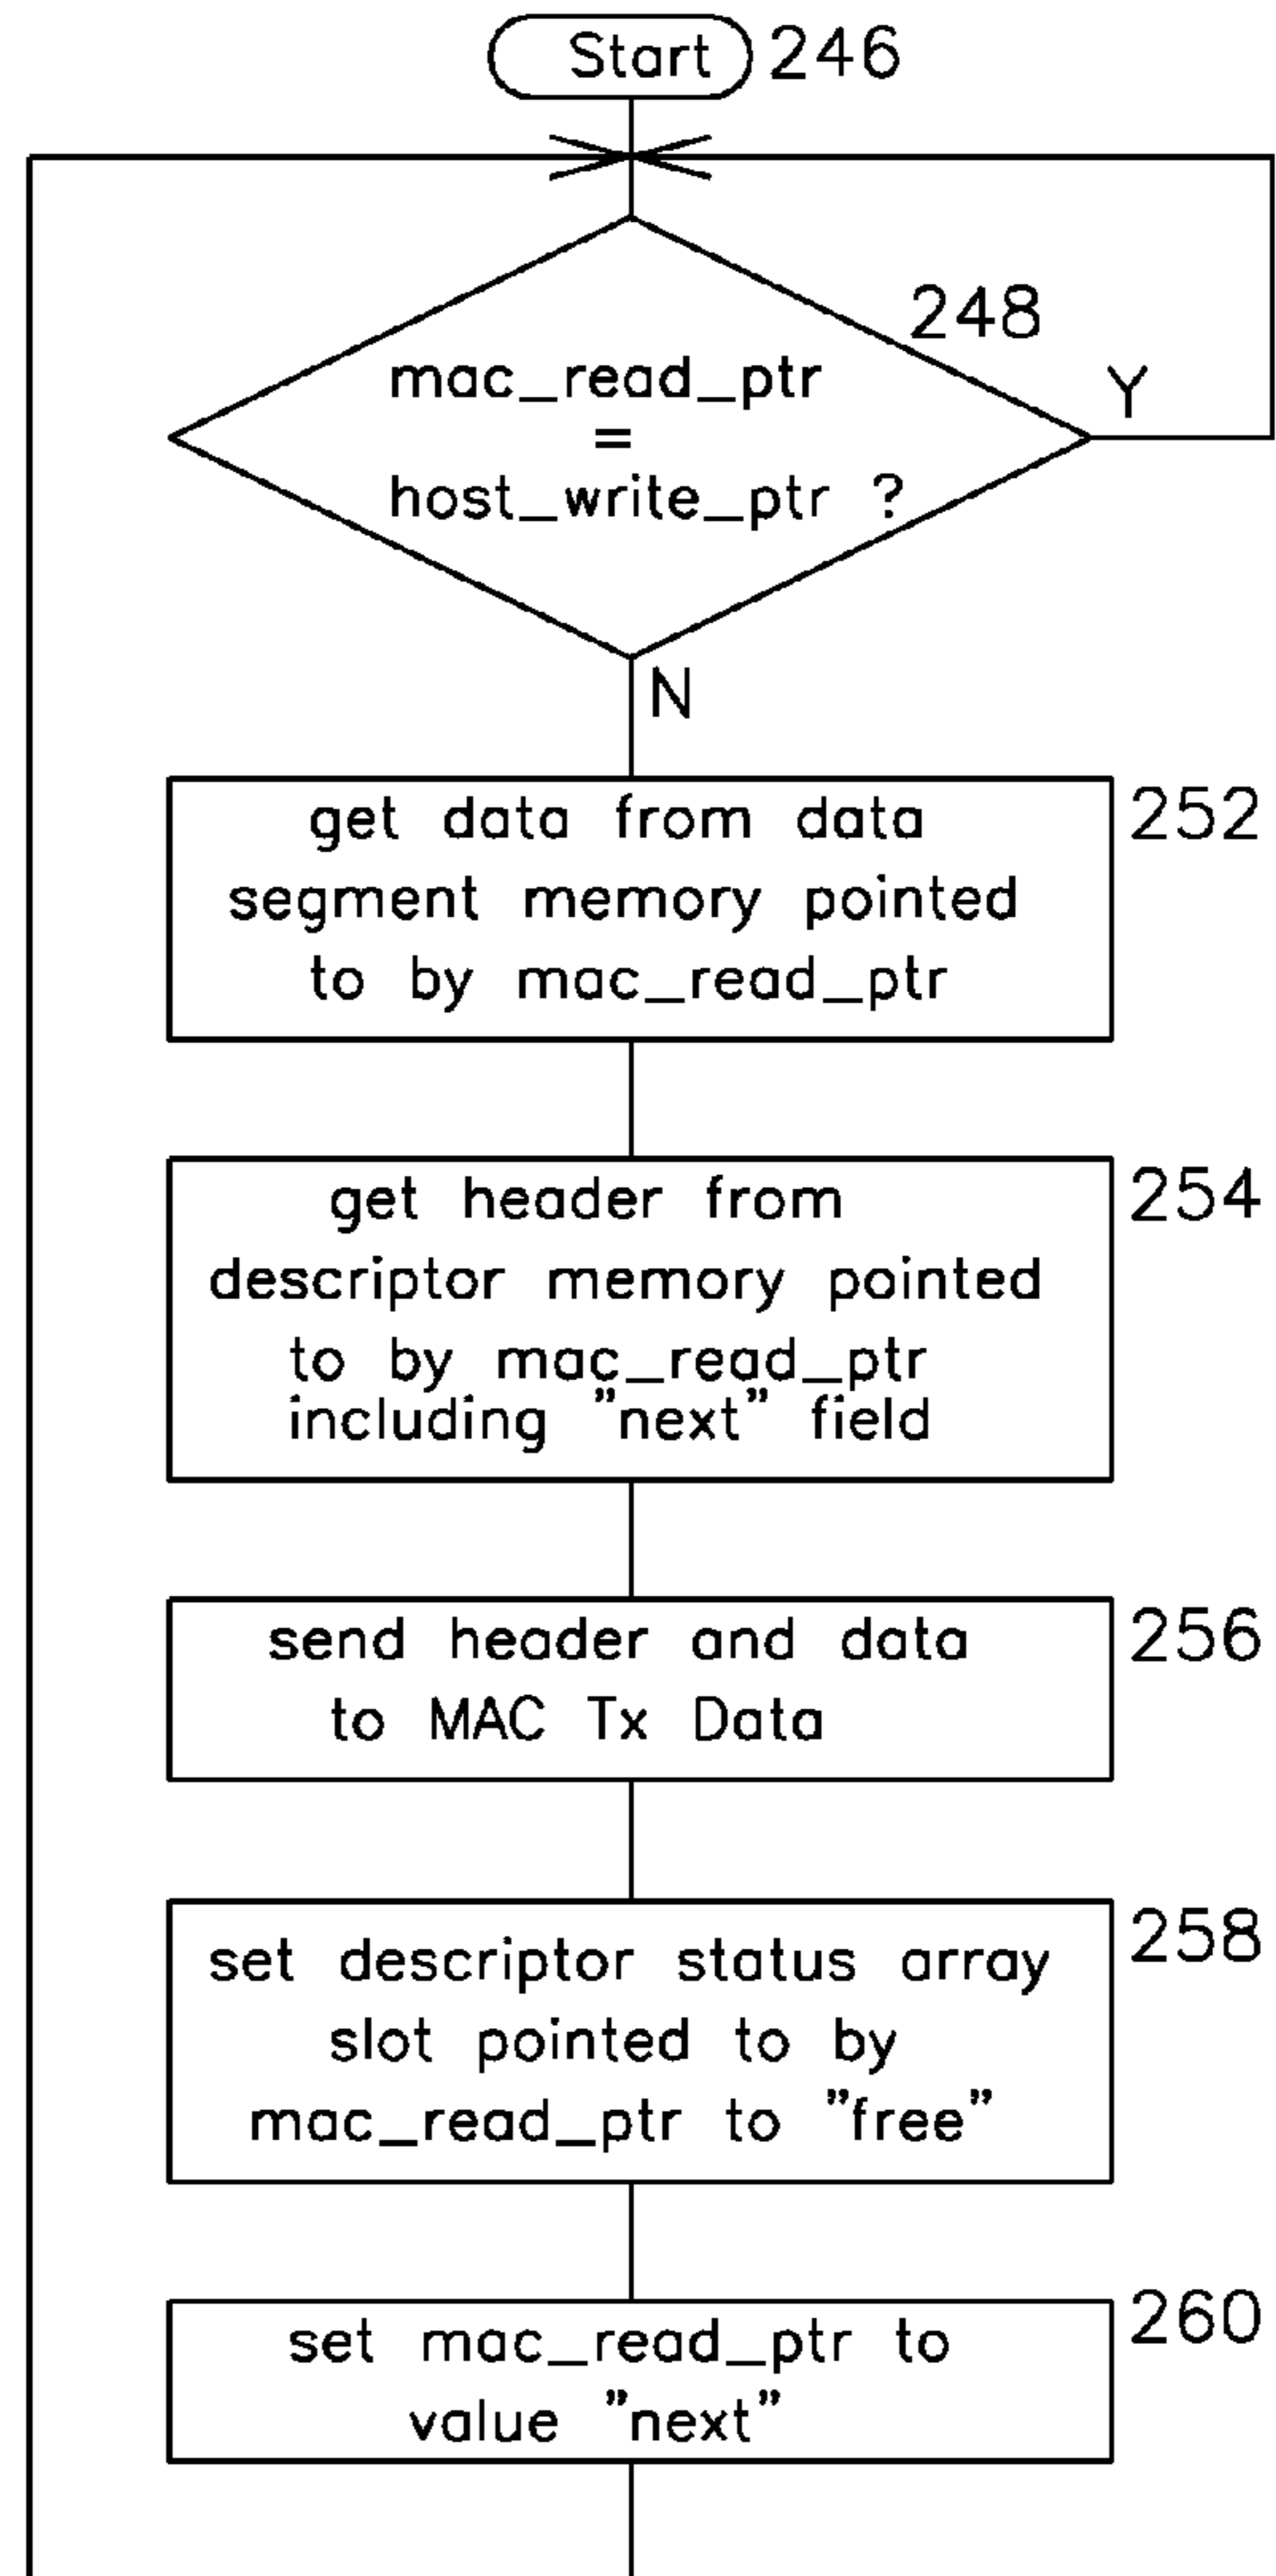 Start 246
248
mac_read_ptr
Y
=
host_write_ptr ?
N
252
get data from data
segment memory pointed
to by mac_read_ptr
254
get header from
descriptor memory pointed
to by mac_read_ptr
including "next" field
256
send header and data
to MAC Tx Data
258
set descriptor status array
slot pointed to by
mac_read_ptr to "free"
260
set mac_read_ptr to
value "next"